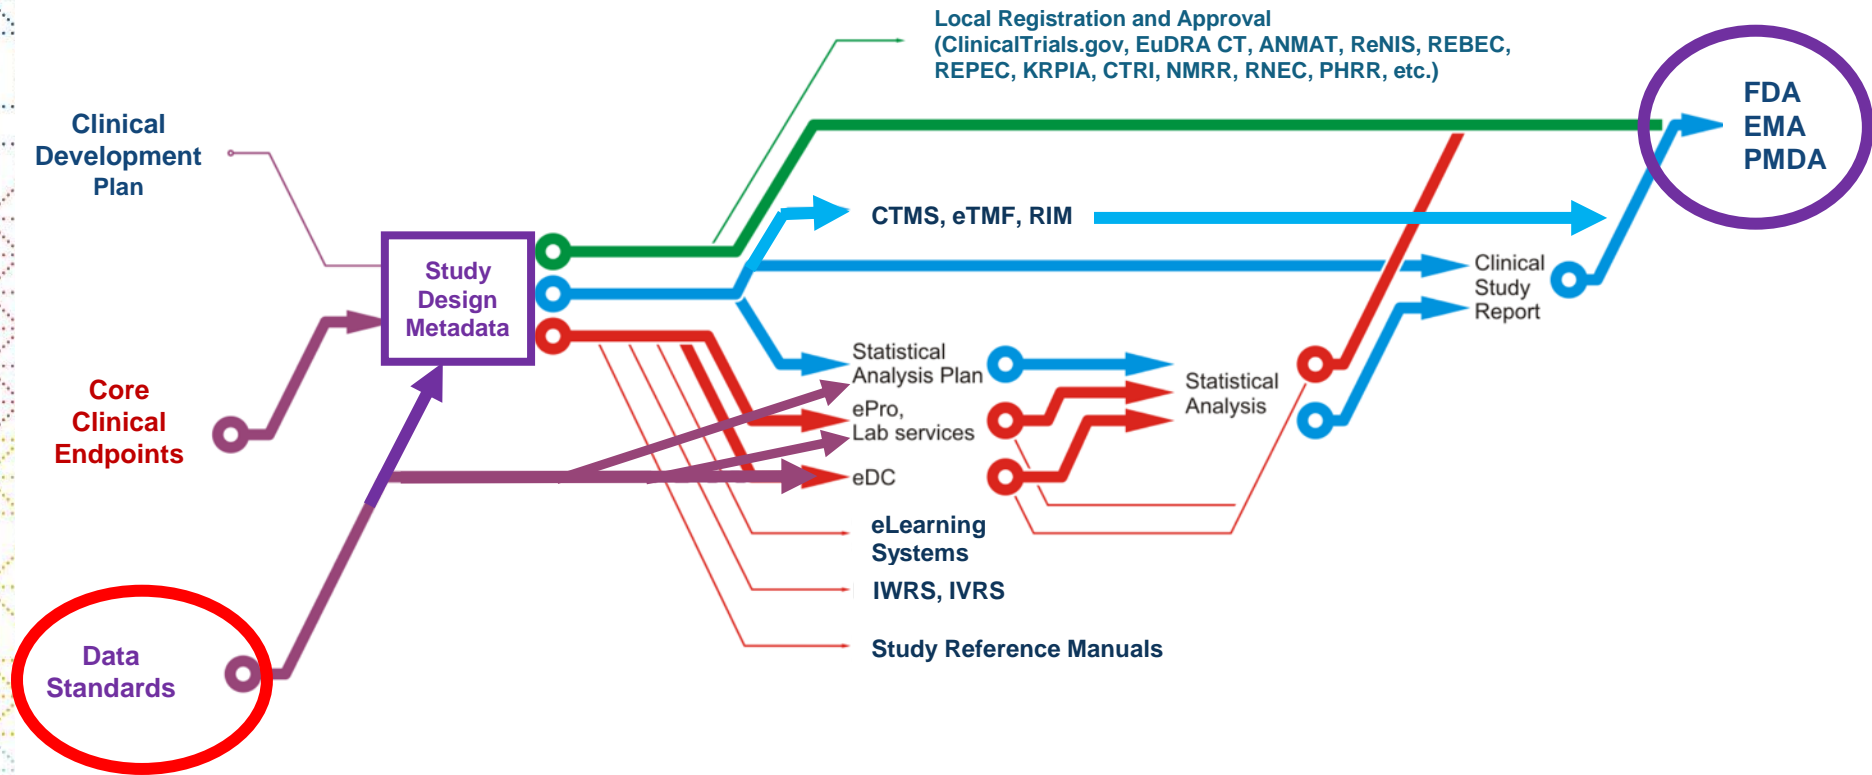 Local Registration and Approval
(ClinicalTrials.gov, EuDRA CT, ANMAT, ReNIS, REBEC,
REPEC, KRPIA, CTRI, NMRR, RNEC, PHRR, etc.)
FDA
EMA
PMDA
Clinical
Development
Plan
CTMS, eTMF, RIM
Study
Design
Metadata
Clinical
Study
Report
Core
Clinical
Endpoints
Statistical
Analysis Plan
ePro,
Lab services
eDC
Statistical
Analysis
eLearning
Systems
IWRS, IVRS
Study Reference Manuals
Data
Standards